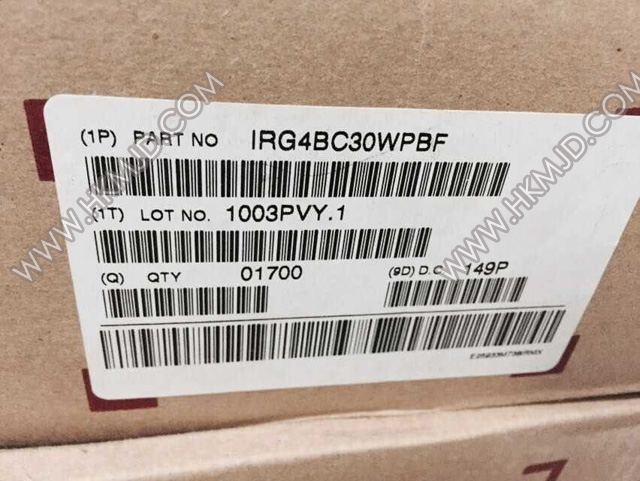 (1P) PART NO IRG4BC30WPBF
(1T) LOT NO. 1003PVY.1
(Q) QTY 01700
(9D) D.C 149P
WWW.HKMJD.COM
WWW.HKMJD.COM